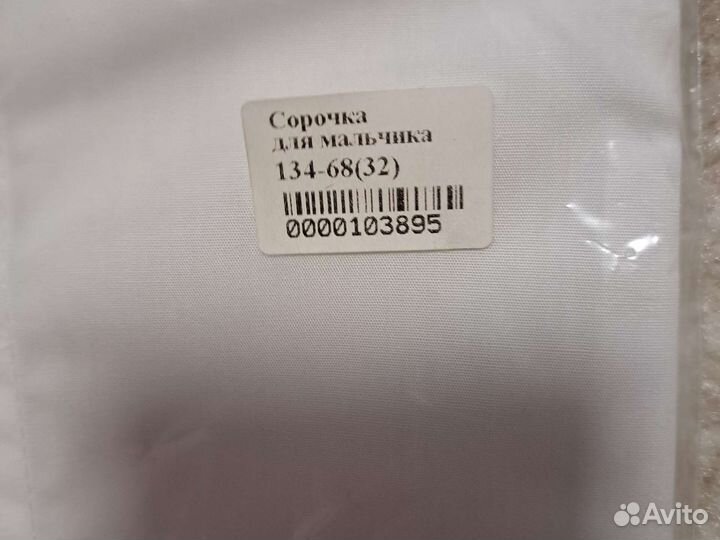 Сорочка
для мальчика
134-68(32)
0000103895
Avito